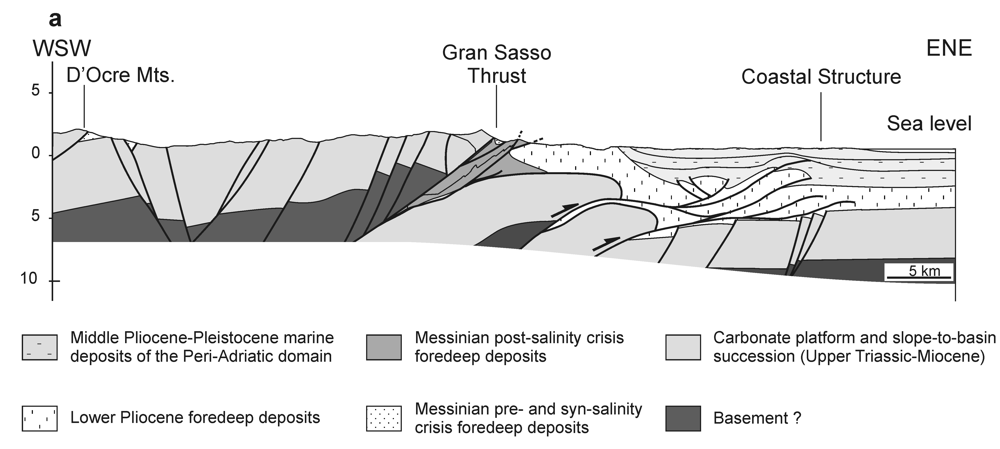 a
WSW
ENE
Gran Sasso
Thrust
D’Ocre Mts.
Coastal Structure
Sea level
5
0
5
10
5 km
Middle Pliocene-Pleistocene marine
deposits of the Peri-Adriatic domain
Messinian post-salinity crisis
foredeep deposits
Carbonate platform and slope-to-basin
succession (Upper Triassic-Miocene)
Lower Pliocene foredeep deposits
Messinian pre- and syn-salinity
crisis foredeep deposits
Basement ?